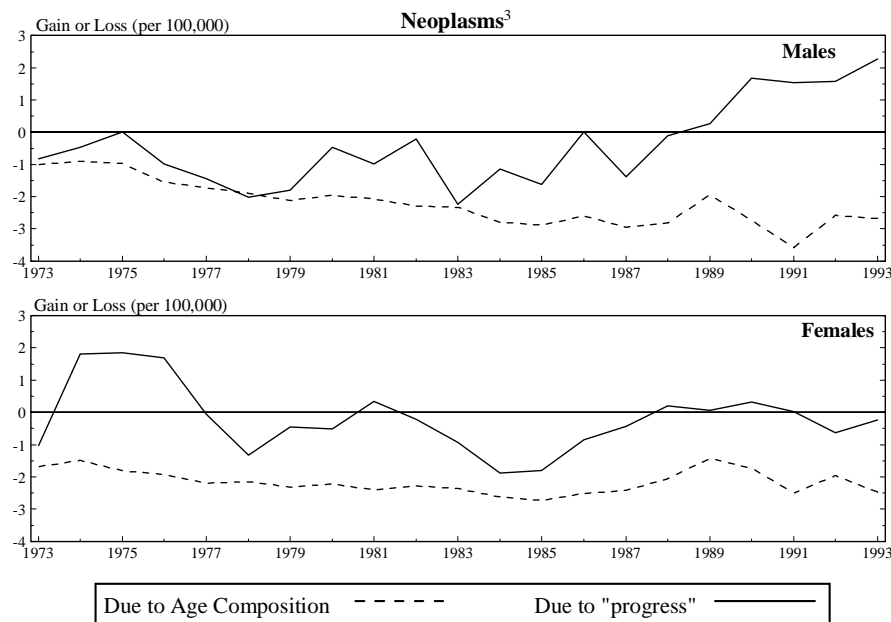 Neoplasms3
Gain or Loss (per 100,000)
Males
3
2
1
0
-1
-2
-3
-4
1973 1975 1977 1979 1981 1983 1985 1987 1989 1991 1993
Gain or Loss (per 100,000)
Females
3
2
1
0
-1
-2
-3
-4
1973 1975 1977 1979 1981 1983 1985 1987 1989 1991 1993
Due to Age Composition Due to "progress"